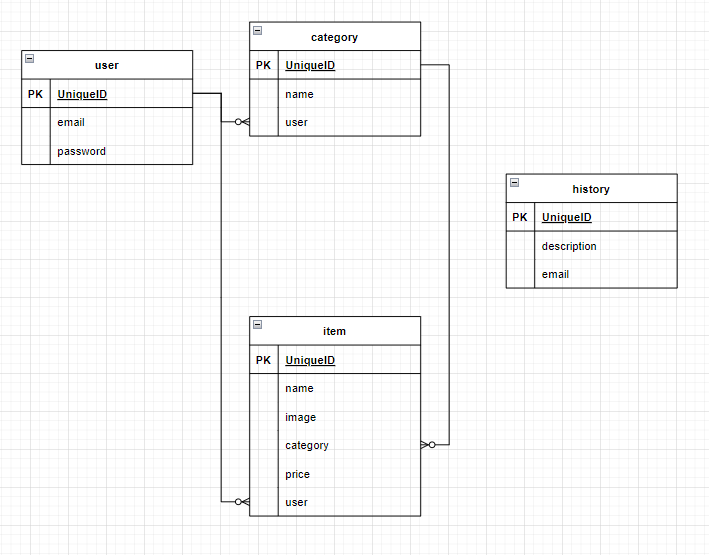 user
PK UniqueID
email
password
category
PK UniqueID
name
user
history
PK UniqueID
description
email
item
PK UniqueID
name
image
category
price
user